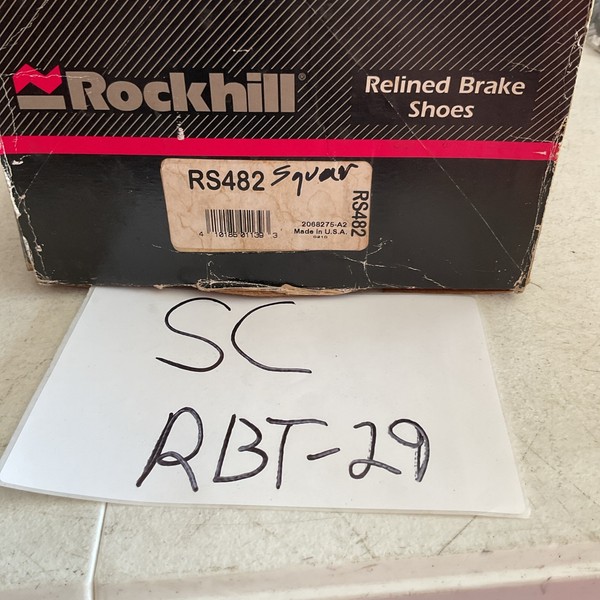 Rockhill®
Relined Brake
Shoes
RS482 Squar
RS482
2068275-A2
Made in U.S.A.
SC
RBT-29